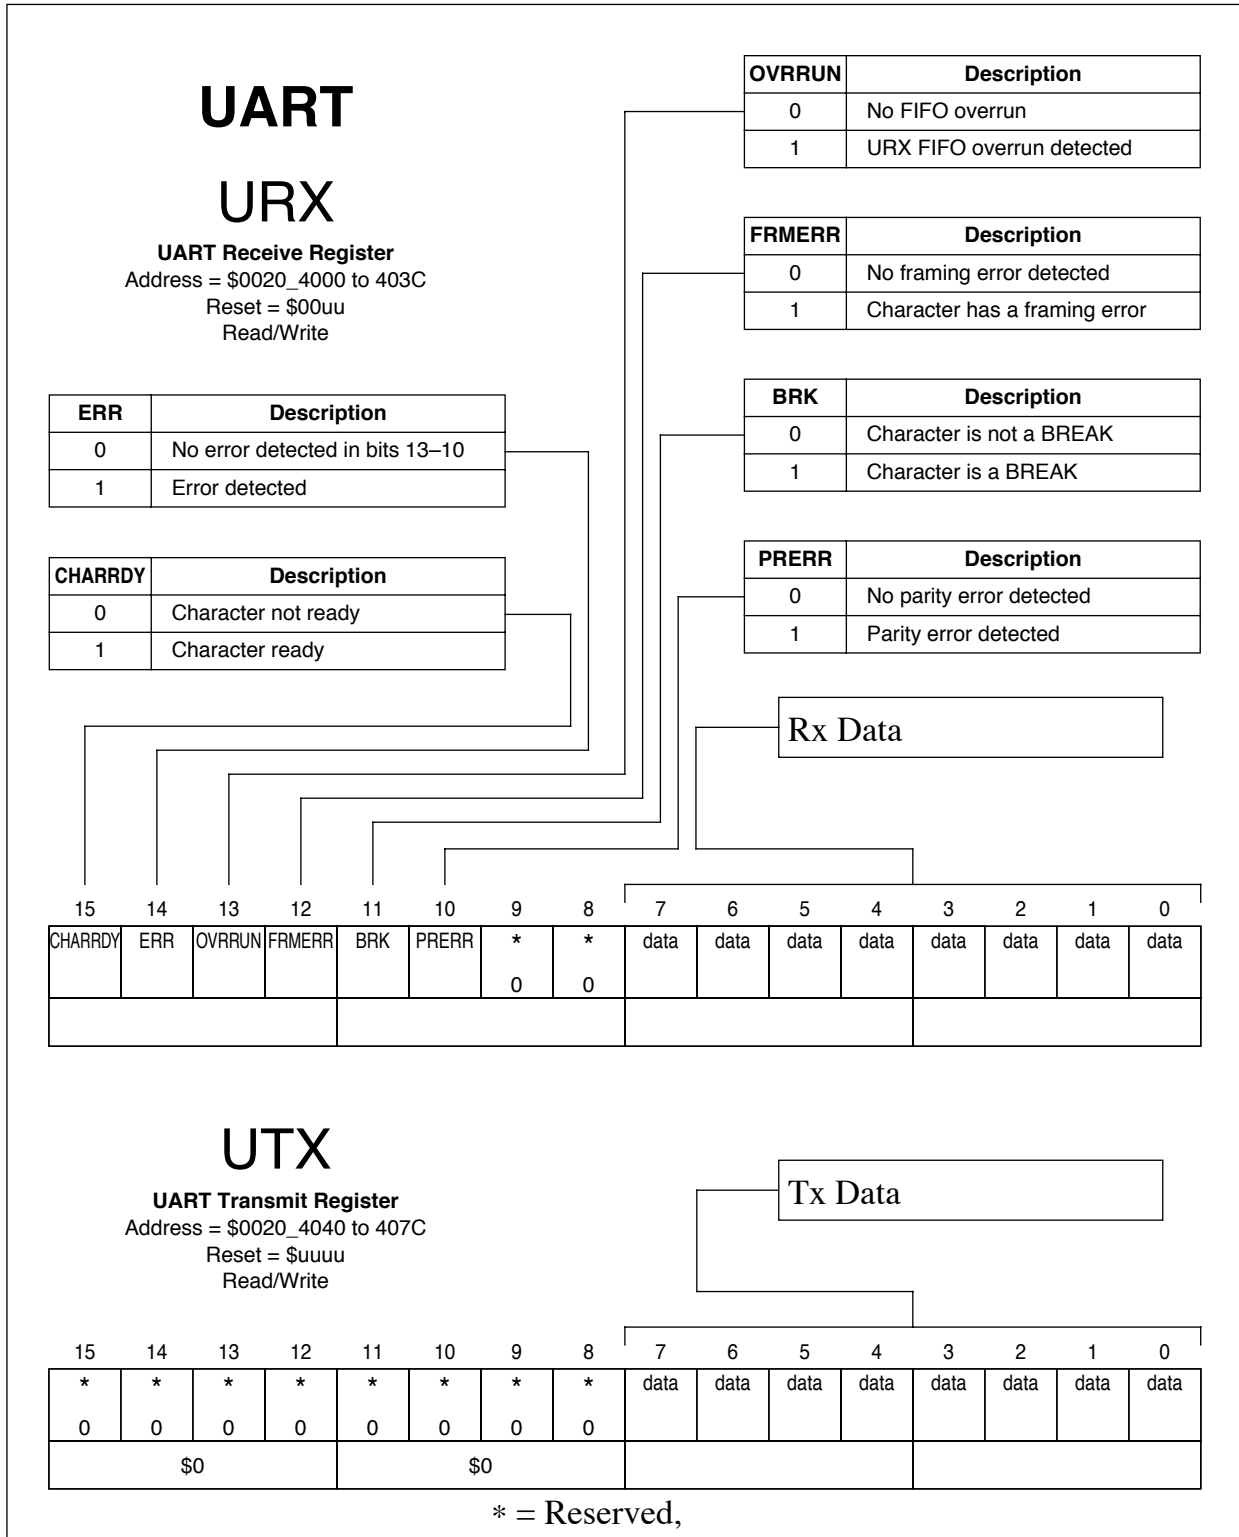 UART
URX
UART Receive Register
Address = $0020_4000 to 403C
Reset = $00uu
Read/Write
OVRRUN Description
0 No FIFO overrun
1 URX FIFO overrun detected
FRMERR Description
0 No framing error detected
1 Character has a framing error
ERR Description
0 No error detected in bits 13–10
1 Error detected
BRK Description
0 Character is not a BREAK
1 Character is a BREAK
CHARRDY Description
0 Character not ready
1 Character ready
PRERR Description
0 No parity error detected
1 Parity error detected
Rx Data
15 14 13 12 11 10 9 8 7 6 5 4 3 2 1 0
CHARRDY ERR OVRRUN FRMERR BRK PRERR * * data data data data data data data data
0 0
UTX
UART Transmit Register
Address = $0020_4040 to 407C
Reset = $uuuu
Read/Write
Tx Data
15 14 13 12 11 10 9 8 7 6 5 4 3 2 1 0
* * * * * * * * data data data data data data data data
0 0 0 0 0 0 0 0
$0 $0
* = Reserved,